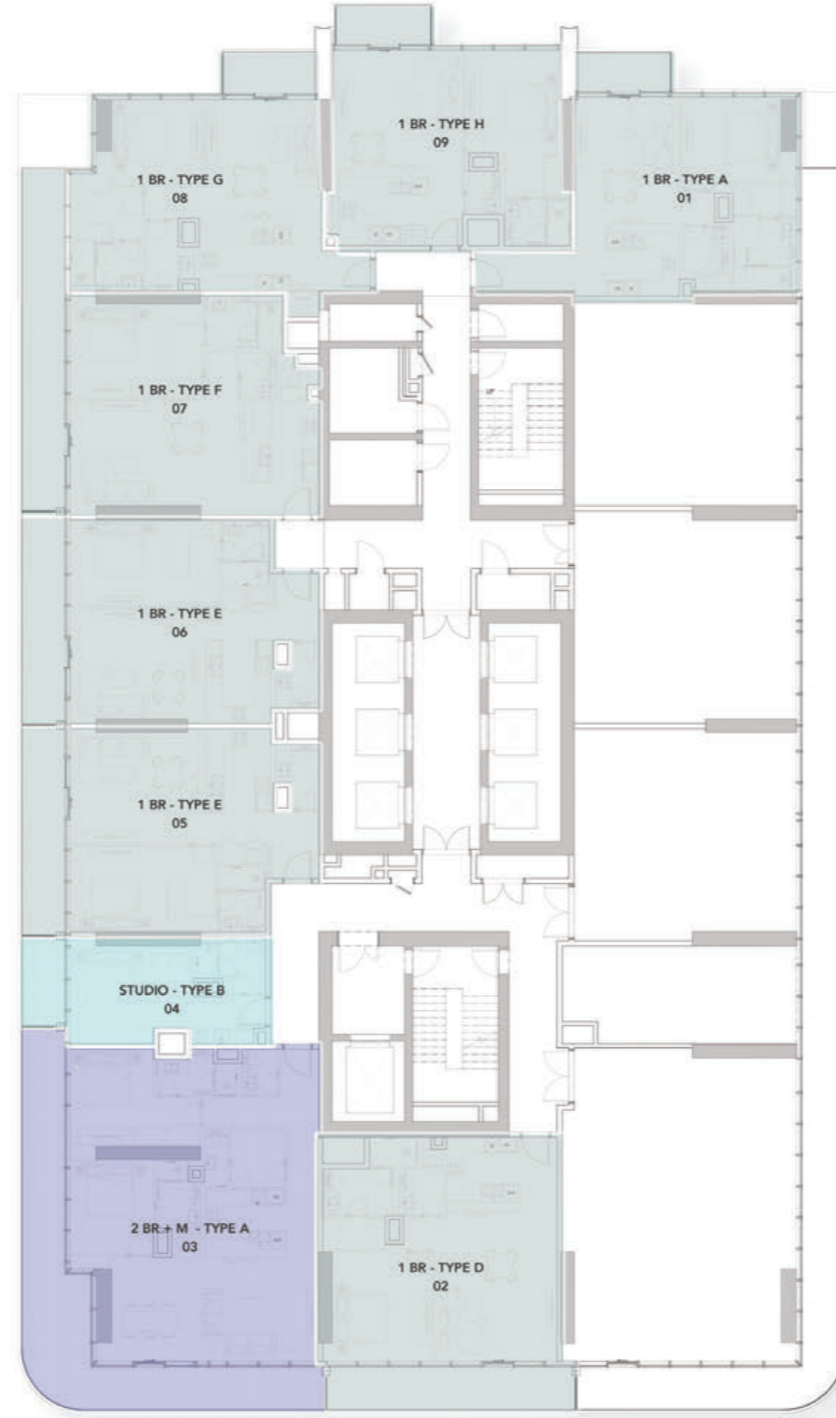 1 BR - TYPE H
09
1 BR - TYPE G
08
1 BR - TYPE A
01
1 BR - TYPE F
07
1 BR - TYPE E
06
1 BR - TYPE E
05
STUDIO - TYPE B
04
2 BR + M - TYPE A
03
1 BR - TYPE D
02